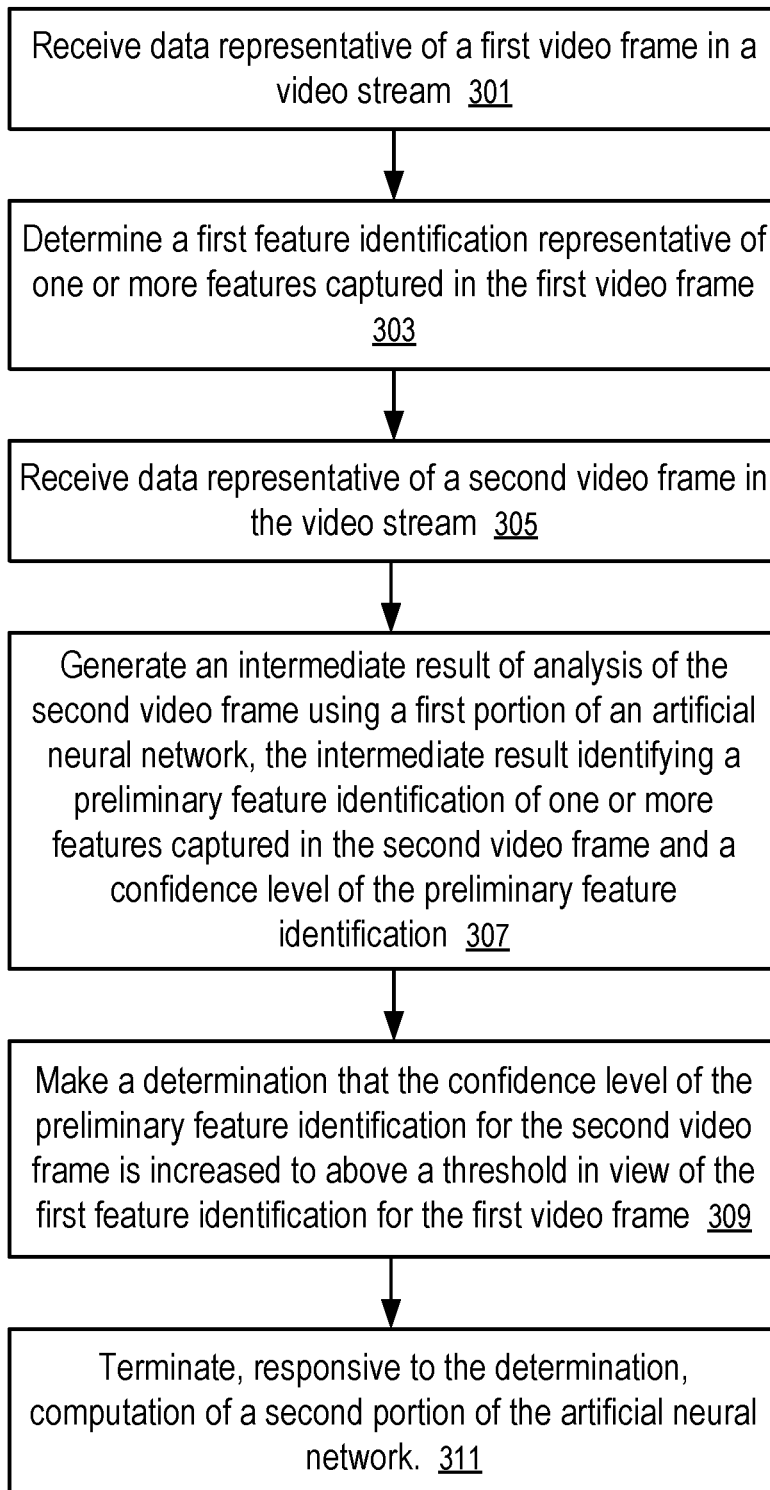 Receive data representative of a first video frame in a
video stream 301
Determine a first feature identification representative of
one or more features captured in the first video frame
303
Receive data representative of a second video frame in
the video stream 305
Generate an intermediate result of analysis of the
second video frame using a first portion of an artificial
neural network, the intermediate result identifying a
preliminary feature identification of one or more
features captured in the second video frame and a
confidence level of the preliminary feature
identification 307
Make a determination that the confidence level of the
preliminary feature identification for the second video
frame is increased to above a threshold in view of the
first feature identification for the first video frame 309
Terminate, responsive to the determination,
computation of a second portion of the artificial neural
network. 311